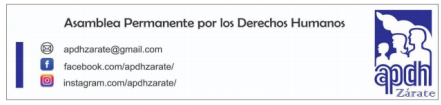 Asamblea Permanente por los Derechos Humanos
apdhzarate@gmail.com
facebook.com/apdhzarate/
instagram.com/apdhzarate/
apdh
Zárate